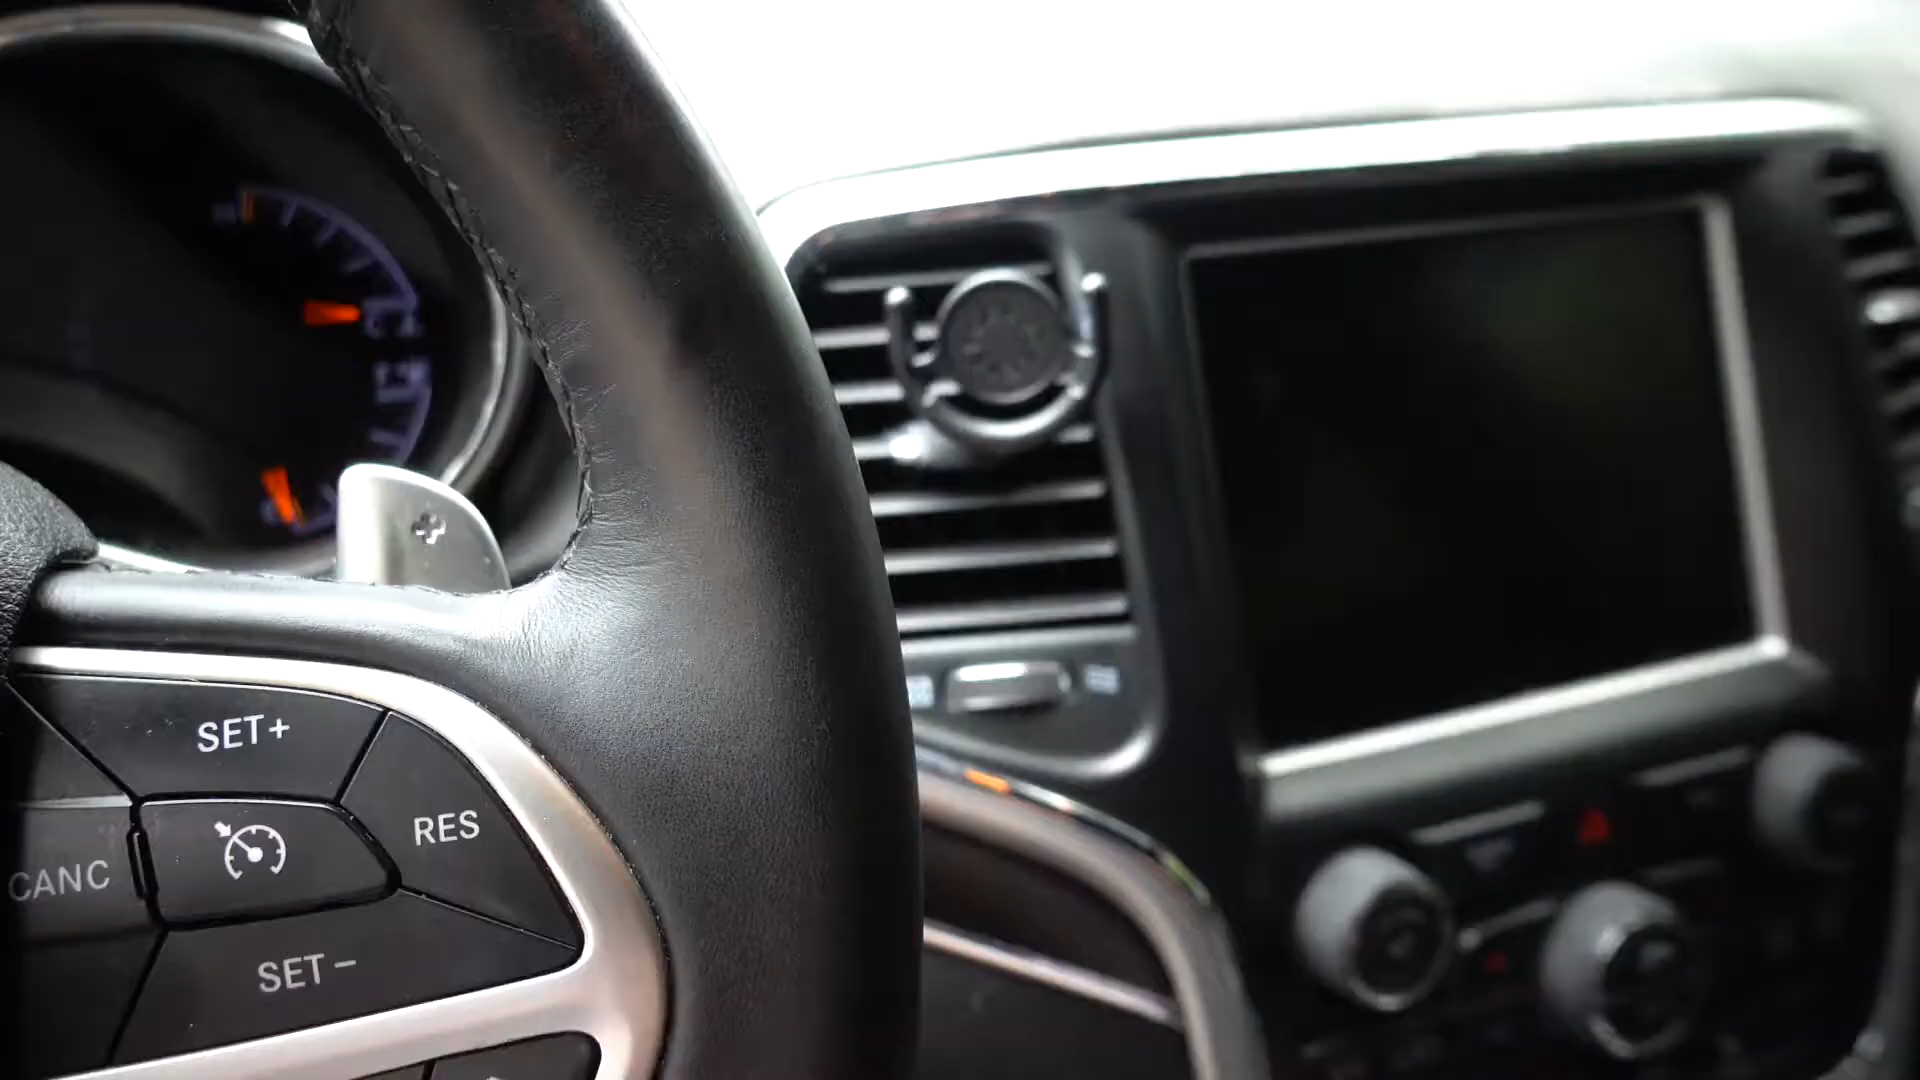 +
SET+
RES
CANC
SET−